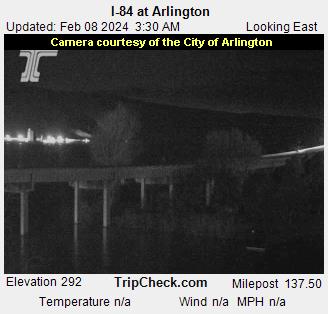 I-84 at Arlington
Updated: Feb 08 2024 3:30 AM Looking East
Camera courtesy of the City of Arlington
Elevation 292 TripCheck.com Milepost 137.50
Temperature n/a Wind n/a MPH n/a